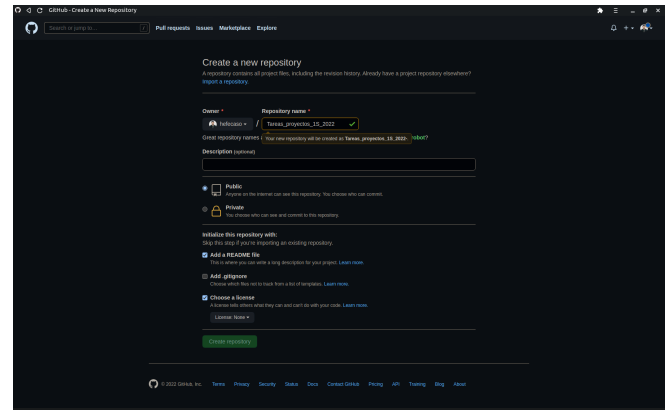 GitHub - Create a New Repository
Search or jump to... /
Pull requests Issues Marketplace Explore
Create a new repository
A repository contains all project files, including the revision history. Already have a project repository elsewhere?
Import a repository.
Owner * Repository name *
hefecaso / Tareas_proyectos_1S_2022
Great repository names robot?
Your new repository will be created as Tareas_proyectos_1S_2022-.
Description (optional)
Public
Anyone on the internet can see this repository. You choose who can commit.
Private
You choose who can see and commit to this repository.
Initialize this repository with:
Skip this step if you're importing an existing repository.
Add a README file
This is where you can write a long description for your project. Learn more.
Add .gitignore
Choose which files not to track from a list of templates. Learn more.
Choose a license
A license tells others what they can and can't do with your code. Learn more.
License: None
Create repository
© 2022 GitHub, Inc. Terms Privacy Security Status Docs Contact GitHub Pricing API Training Blog About